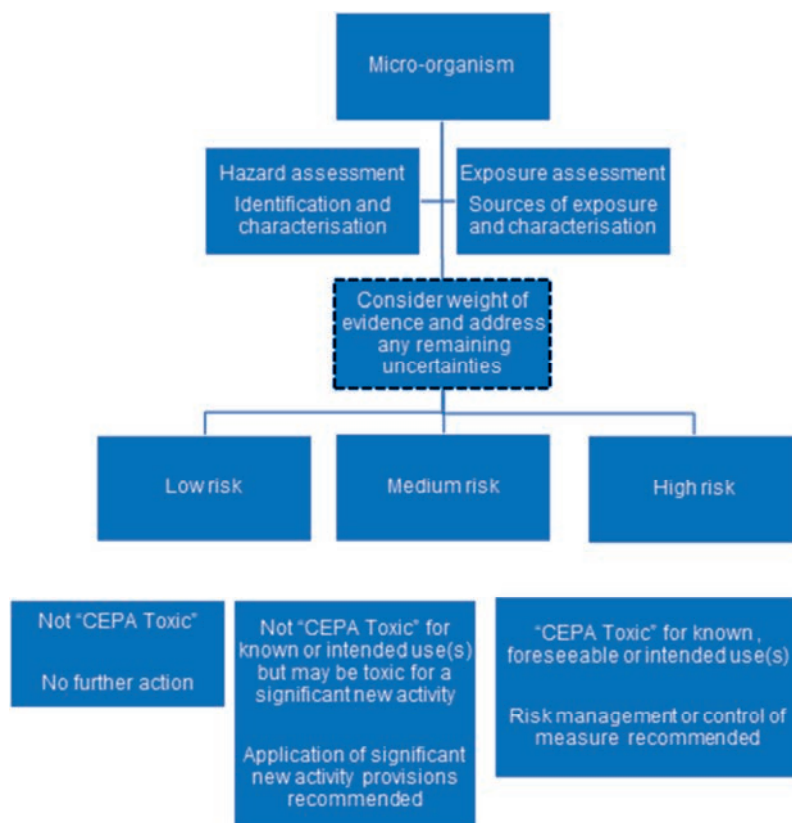 Micro-organism
Hazard assessment
Identification and
characterisation
Exposure assessment
Sources of exposure
and characterisation
Consider weight of
evidence and address
any remaining
uncertainties
Low risk
Medium risk
High risk
Not “CEPA Toxic”
No further action
Not “CEPA Toxic” for
known or intended use(s)
but may be toxic for a
significant new activity
Application of significant
new activity provisions
recommended
“CEPA Toxic” for known ,
foreseeable or intended use(s)
Risk management or control of
measure recommended